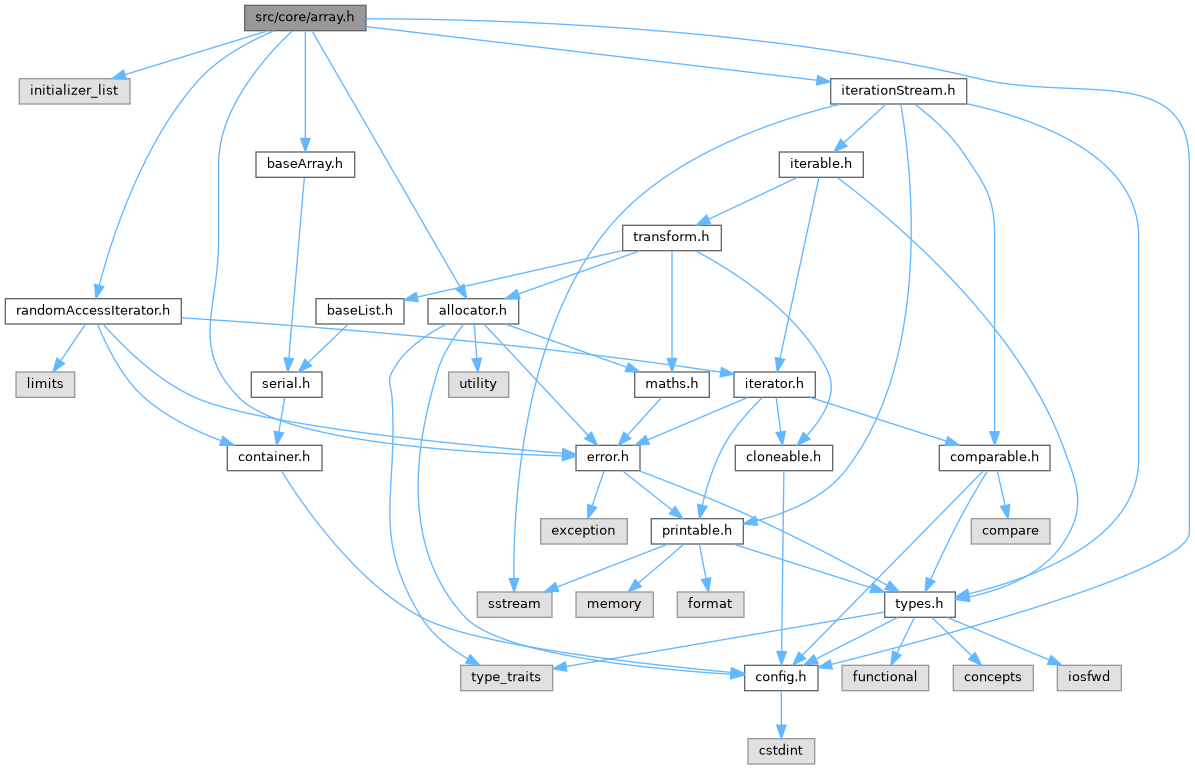 src/core/array.h
initializer_list
iterationStream.h
baseArray.h
iterable.h
transform.h
randomAccessIterator.h
baseList.h
allocator.h
limits
serial.h
utility
maths.h
iterator.h
container.h
error.h
cloneable.h
comparable.h
exception
printable.h
compare
sstream
memory
format
types.h
type_traits
config.h
functional
concepts
iosfwd
cstdint